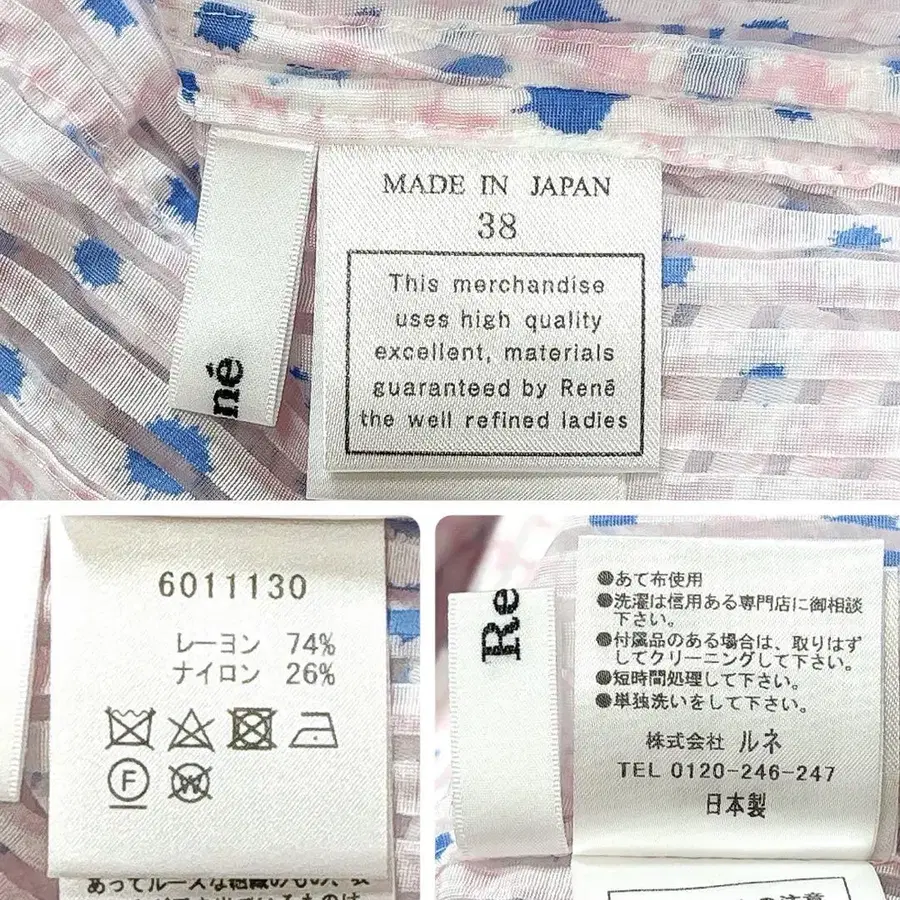 MADE IN JAPAN
38
This merchandise
uses high quality
excellent, materials
guaranteed by René
the well refined ladies
né
6011130
レーヨン 74%
ナイロン 26%
F
W
Re
●あて布使用
●洗濯は信用ある専門店に御相談
下さい。
●付属品のある場合は、取りはず
してクリーニングして下さい。
●短時間処理して下さい。
●単独洗いをして下さい。
株式会社 ルネ
TEL 0120-246-247
日本製